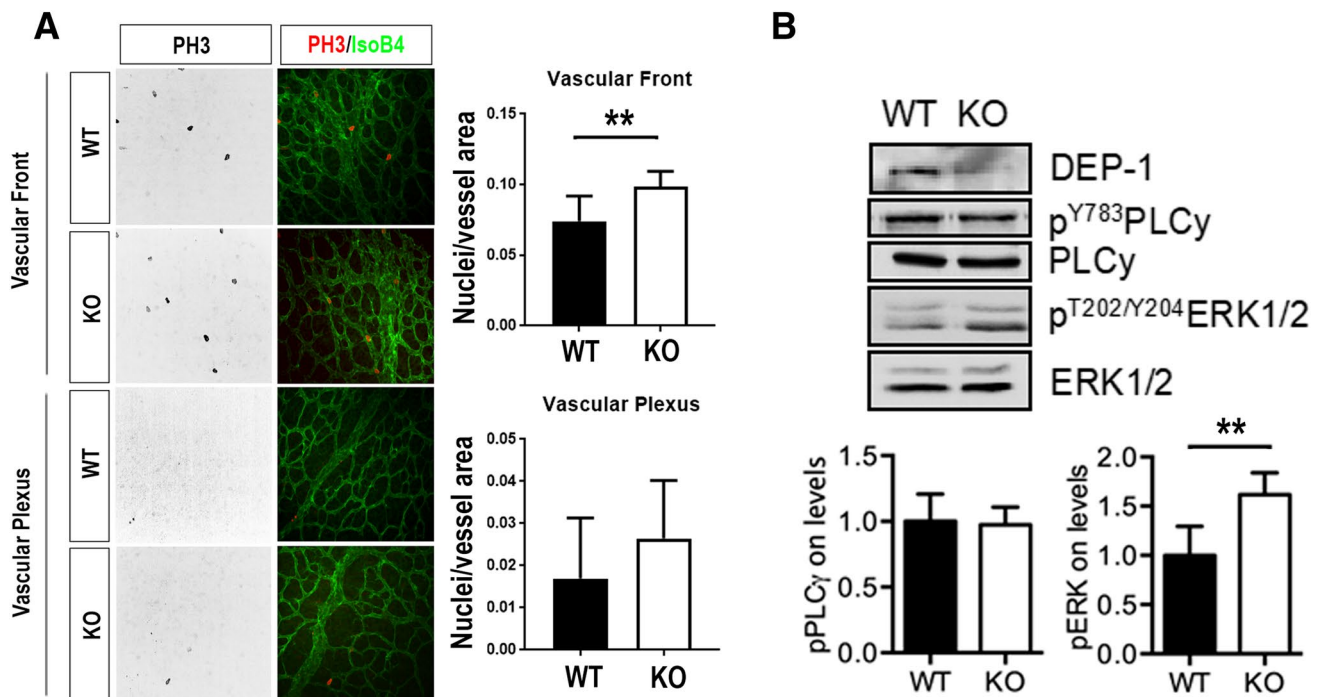 A
PH3
PH3/IsoB4
Vascular Front
WT
KO
Vascular Plexus
WT
KO
Vascular Front
**
Nuclei/vessel area
0.15
0.10
0.05
0.00
WT
KO
Vascular Plexus
Nuclei/vessel area
0.05
0.04
0.03
0.02
0.01
0.00
WT
KO
B
WT KO
DEP-1
pY783PLCy
PLCy
pT202/Y204ERK1/2
ERK1/2
pPLCγ on levels
1.5
1.0
0.5
0.0
WT
KO
**
pERK on levels
2.0
1.5
1.0
0.5
0.0
WT
KO